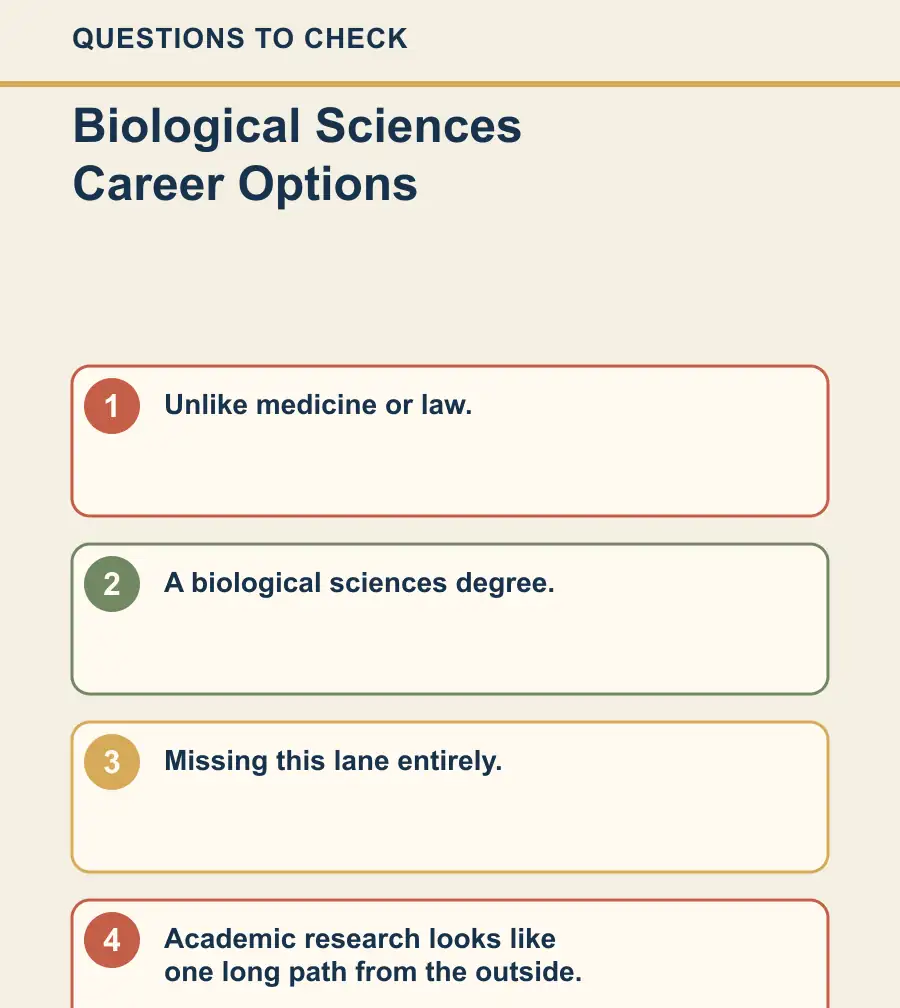 QUESTIONS TO CHECK
Biological Sciences
Career Options
1
Unlike medicine or law.
2
A biological sciences degree.
3
Missing this lane entirely.
4
Academic research looks like
one long path from the outside.